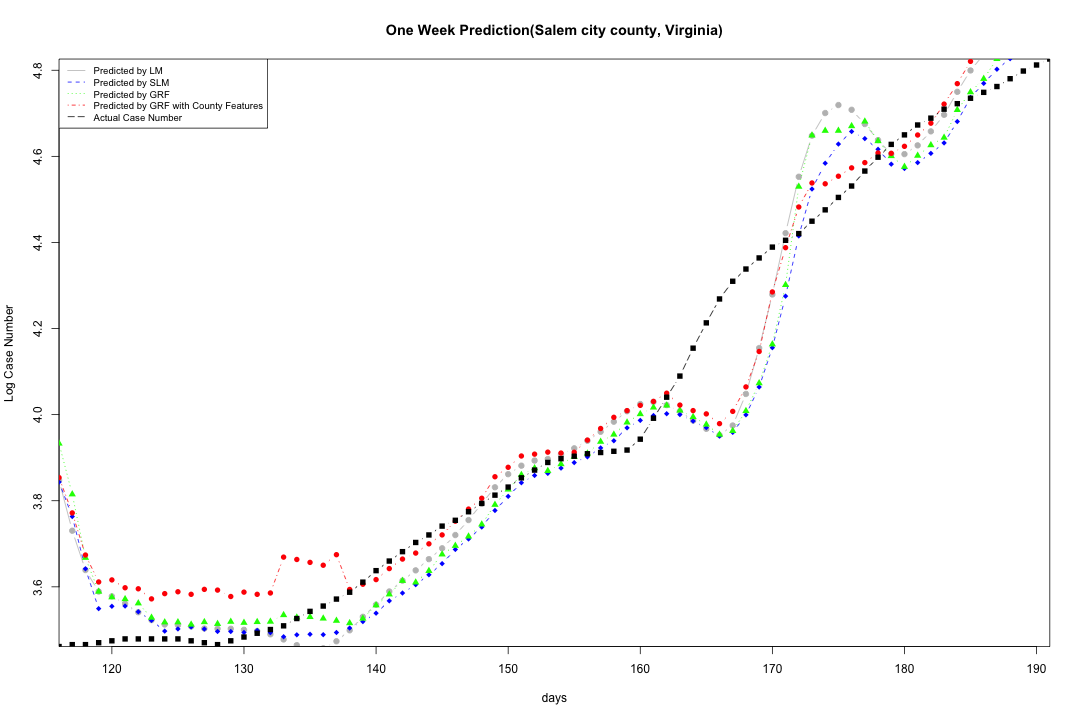 One Week Prediction(Salem city county, Virginia)
Predicted by LM
Predicted by SLM
Predicted by GRF
Predicted by GRF with County Features
Actual Case Number
4.8
4.6
4.4
4.2
4.0
3.8
3.6
Log Case Number
120 130 140 150 160 170 180 190
days